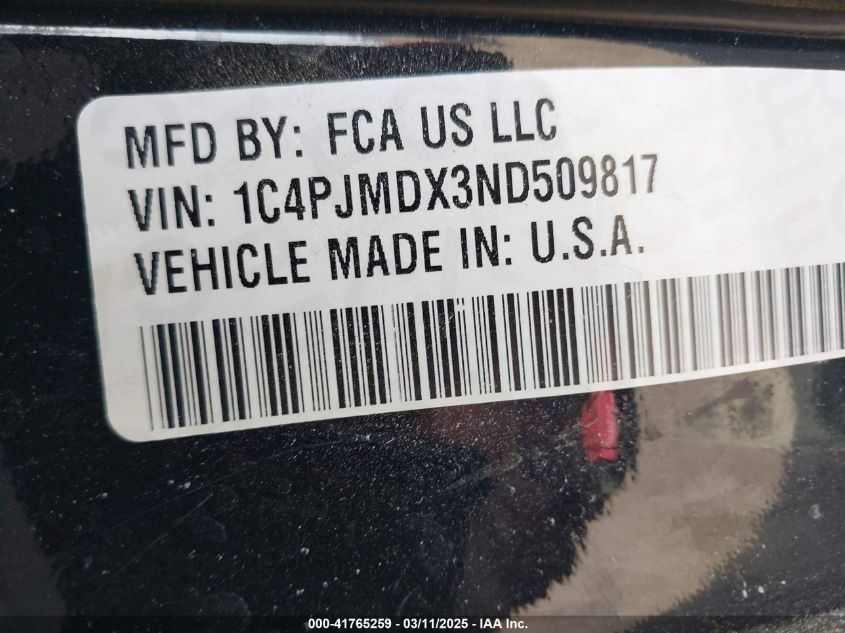 MFD BY: FCA US LLC
VIN: 1C4PJMDX3ND509817
VEHICLE MADE IN: U.S.A.
000-41765259 - 03/11/2025 - IAA Inc.